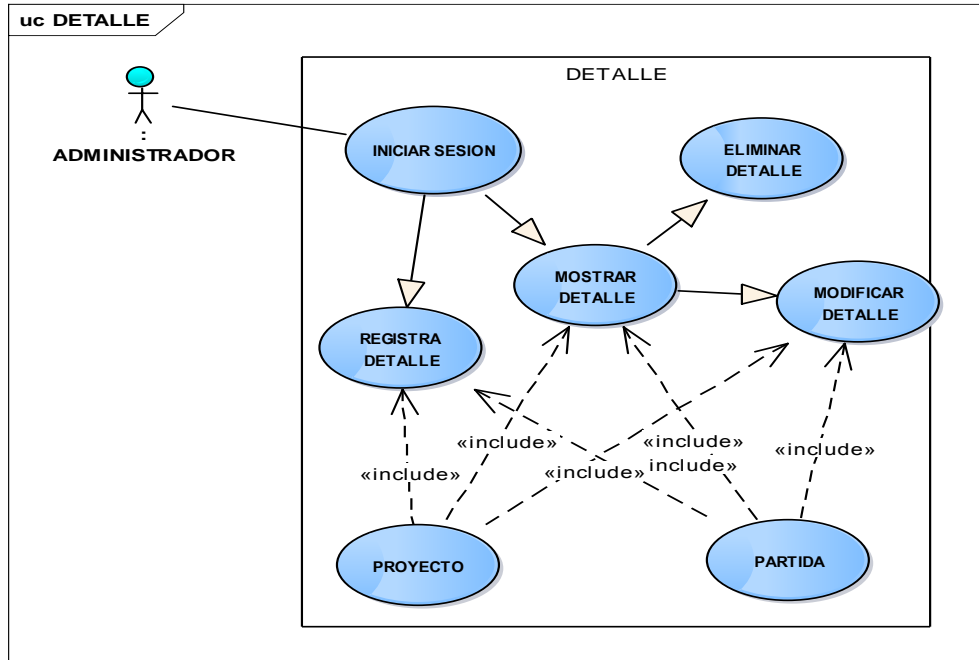 uc DETALLE
DETALLE
:
ADMINISTRADOR
INICIAR SESION
ELIMINAR
DETALLE
MOSTRAR
DETALLE
MODIFICAR
DETALLE
REGISTRA
DETALLE
«include»
«include»
«include»
«include»
include»
«include»
PROYECTO
PARTIDA